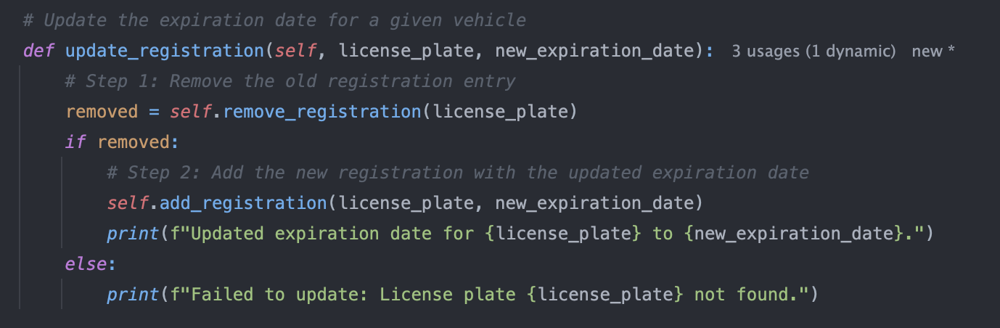 # Update the expiration date for a given vehicle
def update_registration(self, license_plate, new_expiration_date): 3 usages (1 dynamic) new *
# Step 1: Remove the old registration entry
removed = self.remove_registration(license_plate)
if removed:
# Step 2: Add the new registration with the updated expiration date
self.add_registration(license_plate, new_expiration_date)
print(f"Updated expiration date for {license_plate} to {new_expiration_date}.")
else:
print(f"Failed to update: License plate {license_plate} not found.")